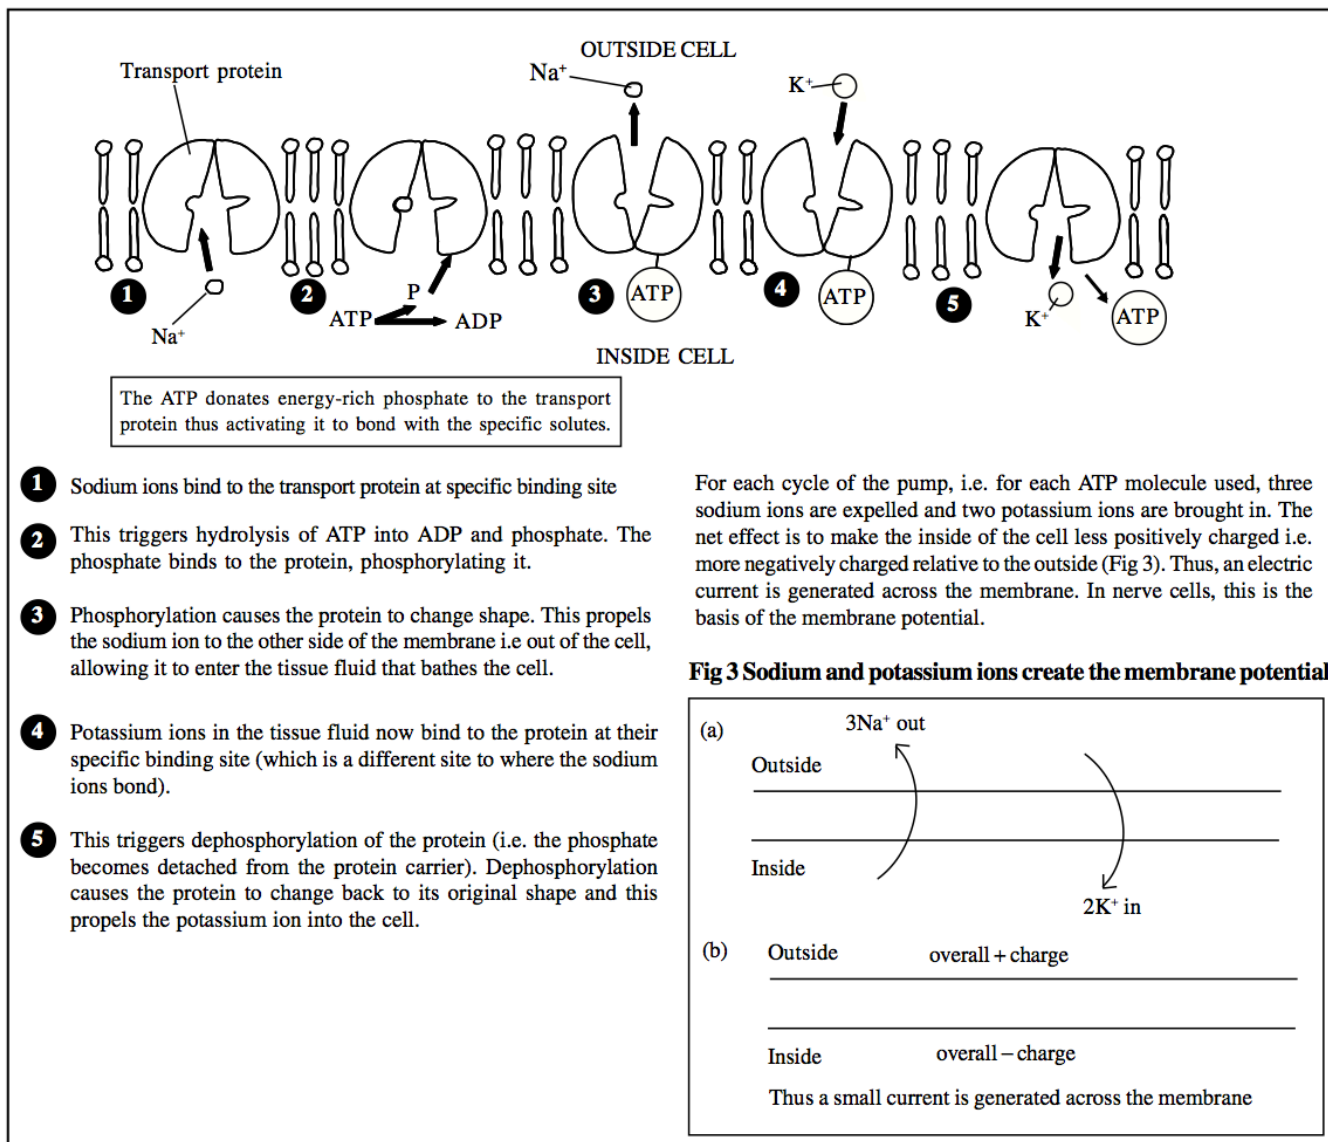 OUTSIDE CELL
Transport protein
Na⁺
K⁺
1
2
3
4
5
Na⁺
P
ATP
ADP
ATP
ATP
K⁺
ATP
INSIDE CELL
The ATP donates energy-rich phosphate to the transport
protein thus activating it to bond with the specific solutes.
1 Sodium ions bind to the transport protein at specific binding site
2 This triggers hydrolysis of ATP into ADP and phosphate. The
phosphate binds to the protein, phosphorylating it.
3 Phosphorylation causes the protein to change shape. This propels
the sodium ion to the other side of the membrane i.e out of the cell,
allowing it to enter the tissue fluid that bathes the cell.
4 Potassium ions in the tissue fluid now bind to the protein at their
specific binding site (which is a different site to where the sodium
ions bond).
5 This triggers dephosphorylation of the protein (i.e. the phosphate
becomes detached from the protein carrier). Dephosphorylation
causes the protein to change back to its original shape and this
propels the potassium ion into the cell.
For each cycle of the pump, i.e. for each ATP molecule used, three
sodium ions are expelled and two potassium ions are brought in. The
net effect is to make the inside of the cell less positively charged i.e.
more negatively charged relative to the outside (Fig 3). Thus, an electric
current is generated across the membrane. In nerve cells, this is the
basis of the membrane potential.
Fig 3 Sodium and potassium ions create the membrane potential
(a)
3Na⁺ out
Outside
Inside
2K⁺ in
(b)
Outside
overall + charge
Inside
overall – charge
Thus a small current is generated across the membrane